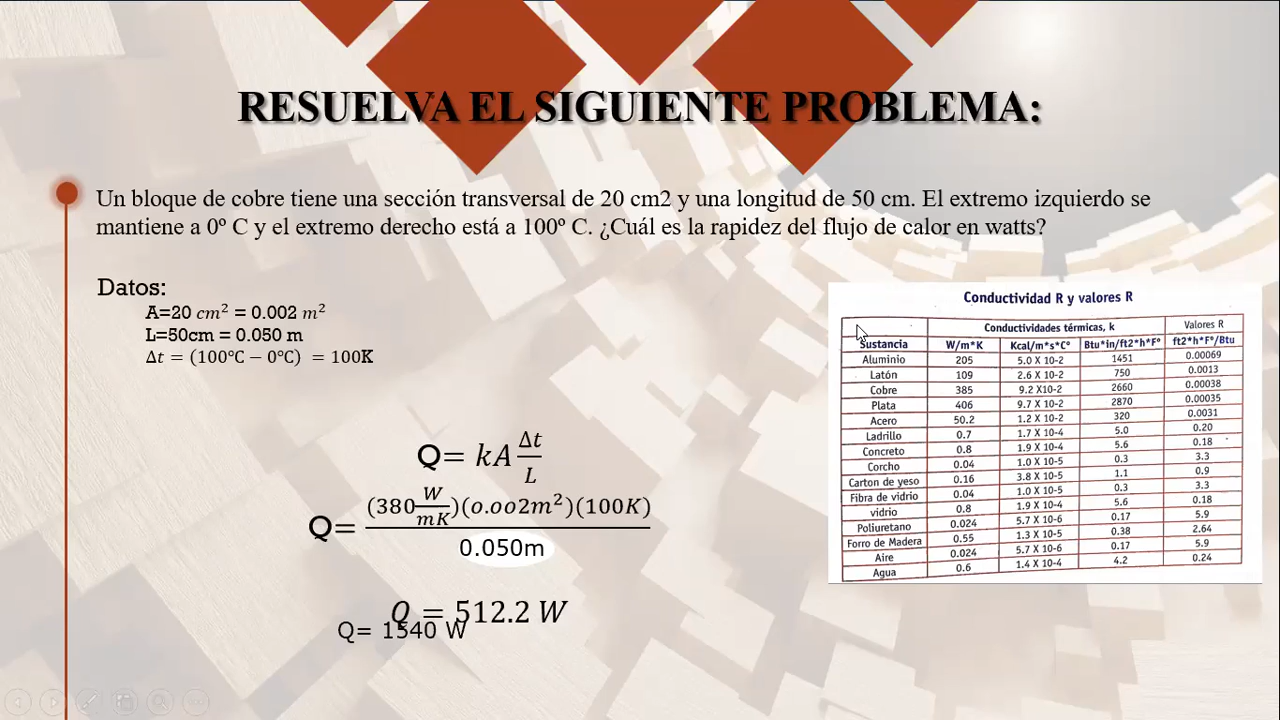 RESUELVA EL SIGUIENTE PROBLEMA:
Un bloque de cobre tiene una sección transversal de 20 cm2 y una longitud de 50 cm. El extremo izquierdo se
mantiene a 0º C y el extremo derecho está a 100º C. ¿Cuál es la rapidez del flujo de calor en watts?
Datos:
A=20 cm² = 0.002 m²
L=50cm = 0.050 m
Δt = (100℃ − 0℃) = 100K
Q= kA Δt/L
Q= (380 W/mK)(o.oo2m²)(100K)
0.050m
Q = 512.2 W
Q= 1540 W
Conductividad R y valores R
Conductividades térmicas, k Valores R
Sustancia W/m*K Kcal/m*s*C° Btu*in/ft2*h*F° ft2*h*F°/Btu
Aluminio 205 5.0 X 10-2 1451 0.00069
Latón 109 2.6 X 10-2 750 0.0013
Cobre 385 9.2 X10-2 2660 0.00038
Plata 406 9.7 X 10-2 2870 0.00035
Acero 50.2 1.2 X 10-2 320 0.0031
Ladrillo 0.7 1.7 X 10-4 5.0 0.20
Concreto 0.8 1.9 X 10-4 5.6 0.18
Corcho 0.04 1.0 X 10-5 0.3 3.3
Carton de yeso 0.16 3.8 X 10-5 1.1 0.9
Fibra de vidrio 0.04 1.0 X 10-5 0.3 3.3
vidrio 0.8 1.9 X 10-4 5.6 0.18
Poliuretano 0.024 5.7 X 10-6 0.17 5.9
Forro de Madera 0.55 1.3 X 10-5 0.38 2.64
Aire 0.024 5.7 X 10-6 0.17 5.9
Agua 0.6 1.4 X 10-4 4.2 0.24